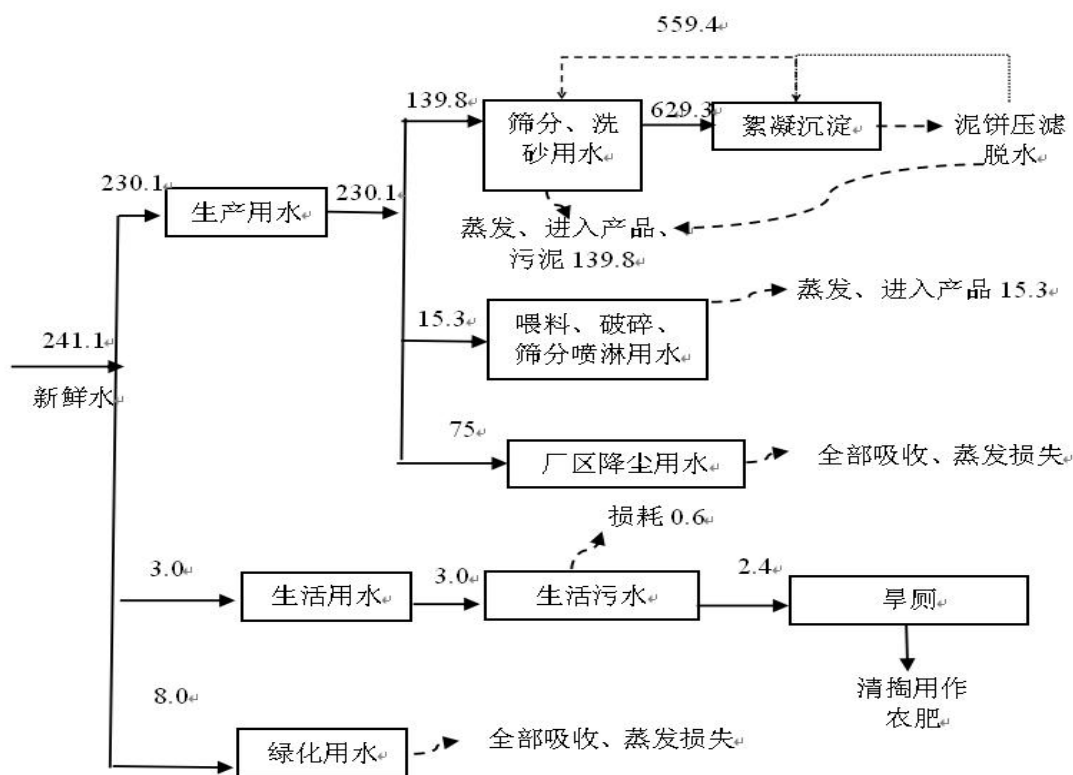 559.4
139.8
筛分、洗
砂用水
629.3
絮凝沉淀
泥饼压滤
脱水
230.1
生产用水
230.1
蒸发、进入产品、
污泥 139.8
蒸发、进入产品 15.3
15.3
喂料、破碎、
筛分喷淋用水
241.1
新鲜水
75
厂区降尘用水
全部吸收、蒸发损失
损耗 0.6
3.0
生活用水
3.0
生活污水
2.4
旱厕
清掏用作
农肥
8.0
绿化用水
全部吸收、蒸发损失